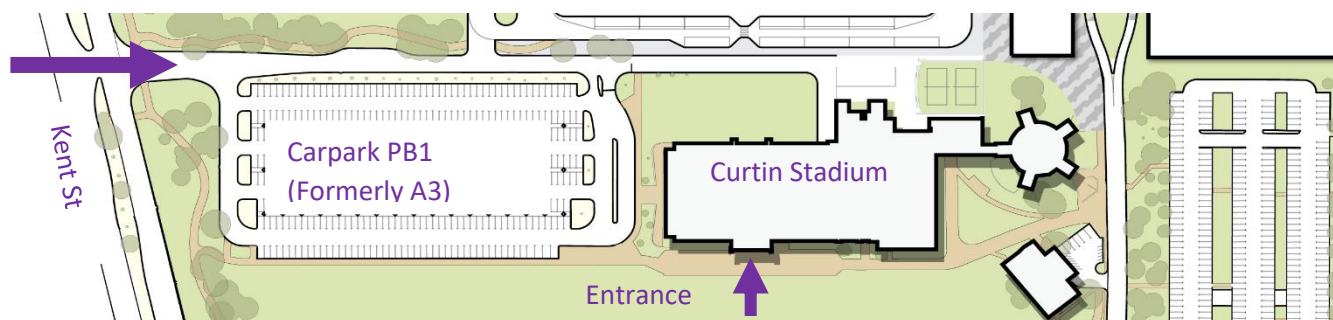 Kent St
Carpark PB1
(Formerly A3)
Curtin Stadium
Entrance